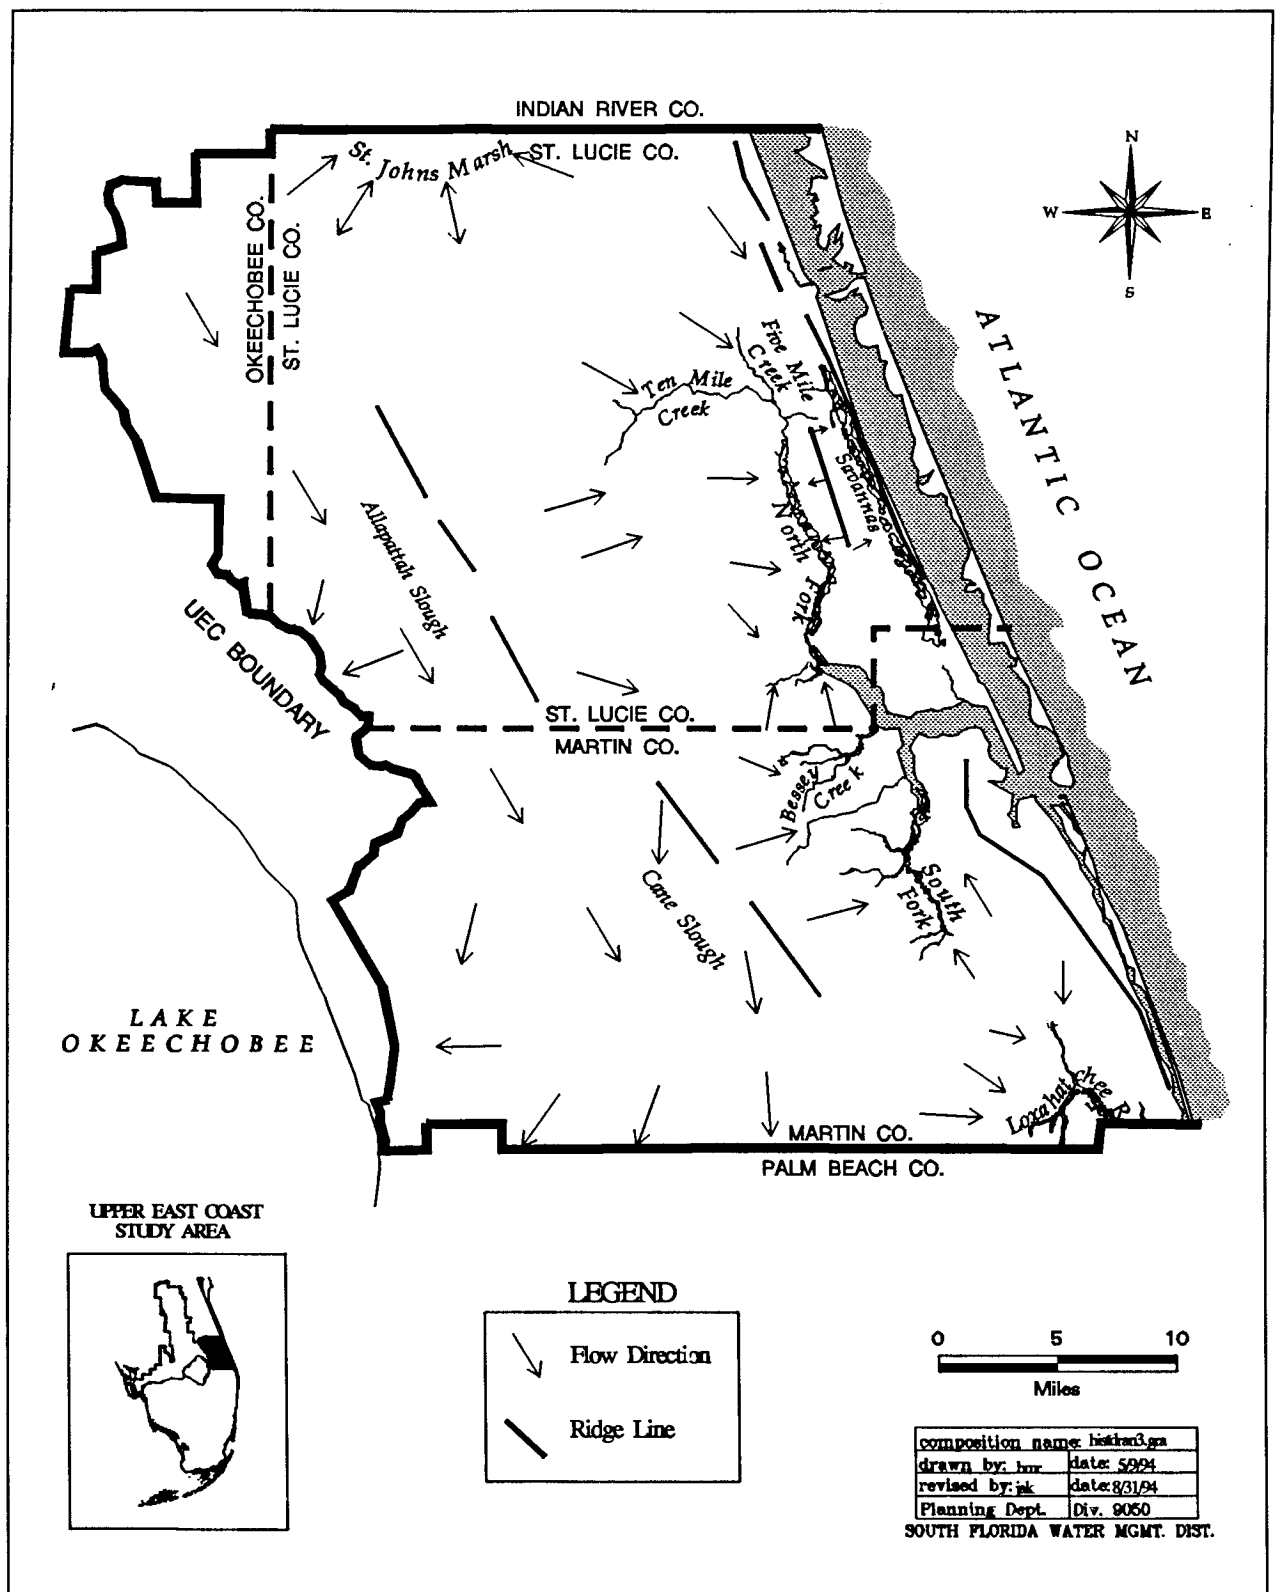 INDIAN RIVER CO.
St. Johns Marsh
ST. LUCIE CO.
N
W E
S
OKEECHOBEE CO.
ST. LUCIE CO.
ATLANTIC OCEAN
Five Mile
Creek
Ten Mile
Creek
Savannas
North Fork
Allapattah Slough
UEC BOUNDARY
ST. LUCIE CO.
MARTIN CO.
Bessey
Creek
Cane Slough
South
Fork
LAKE
OKEECHOBEE
Loxahatchee R
MARTIN CO.
PALM BEACH CO.
UPPER EAST COAST
STUDY AREA
LEGEND
Flow Direction
Ridge Line
0 5 10
Miles
composition name: histdran3.gra
drawn by: date: 5/9/94
revised by: jak date: 8/31/94
Planning Dept. Div. 9050
SOUTH FLORIDA WATER MGMT. DIST.